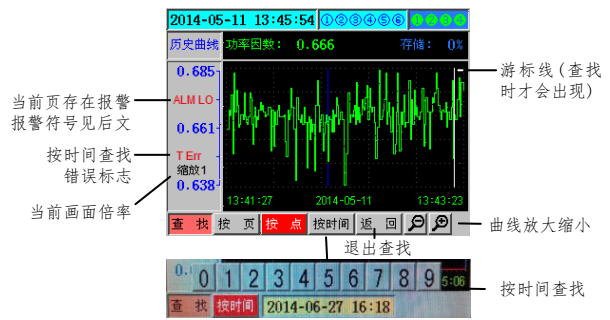 2014-05-11 13:45:54 ①②③④⑤⑥ ①②③④
历史曲线 功率因数: 0.666 存储: 0%
0.685
ALM LO
0.661
T Err
缩放1
0.638
13:41:27 2014-05-11 13:43:23
查 找 按 页 按 点 按时间 返 回
当前页存在报警
报警符号见后文
按时间查找
错误标志
当前画面倍率
游标线(查找
时才会出现)
曲线放大缩小
退出查找
0. 0 1 2 3 4 5 6 7 8 9 5:06
查 找 按时间 2014-06-27 16:18
按时间查找